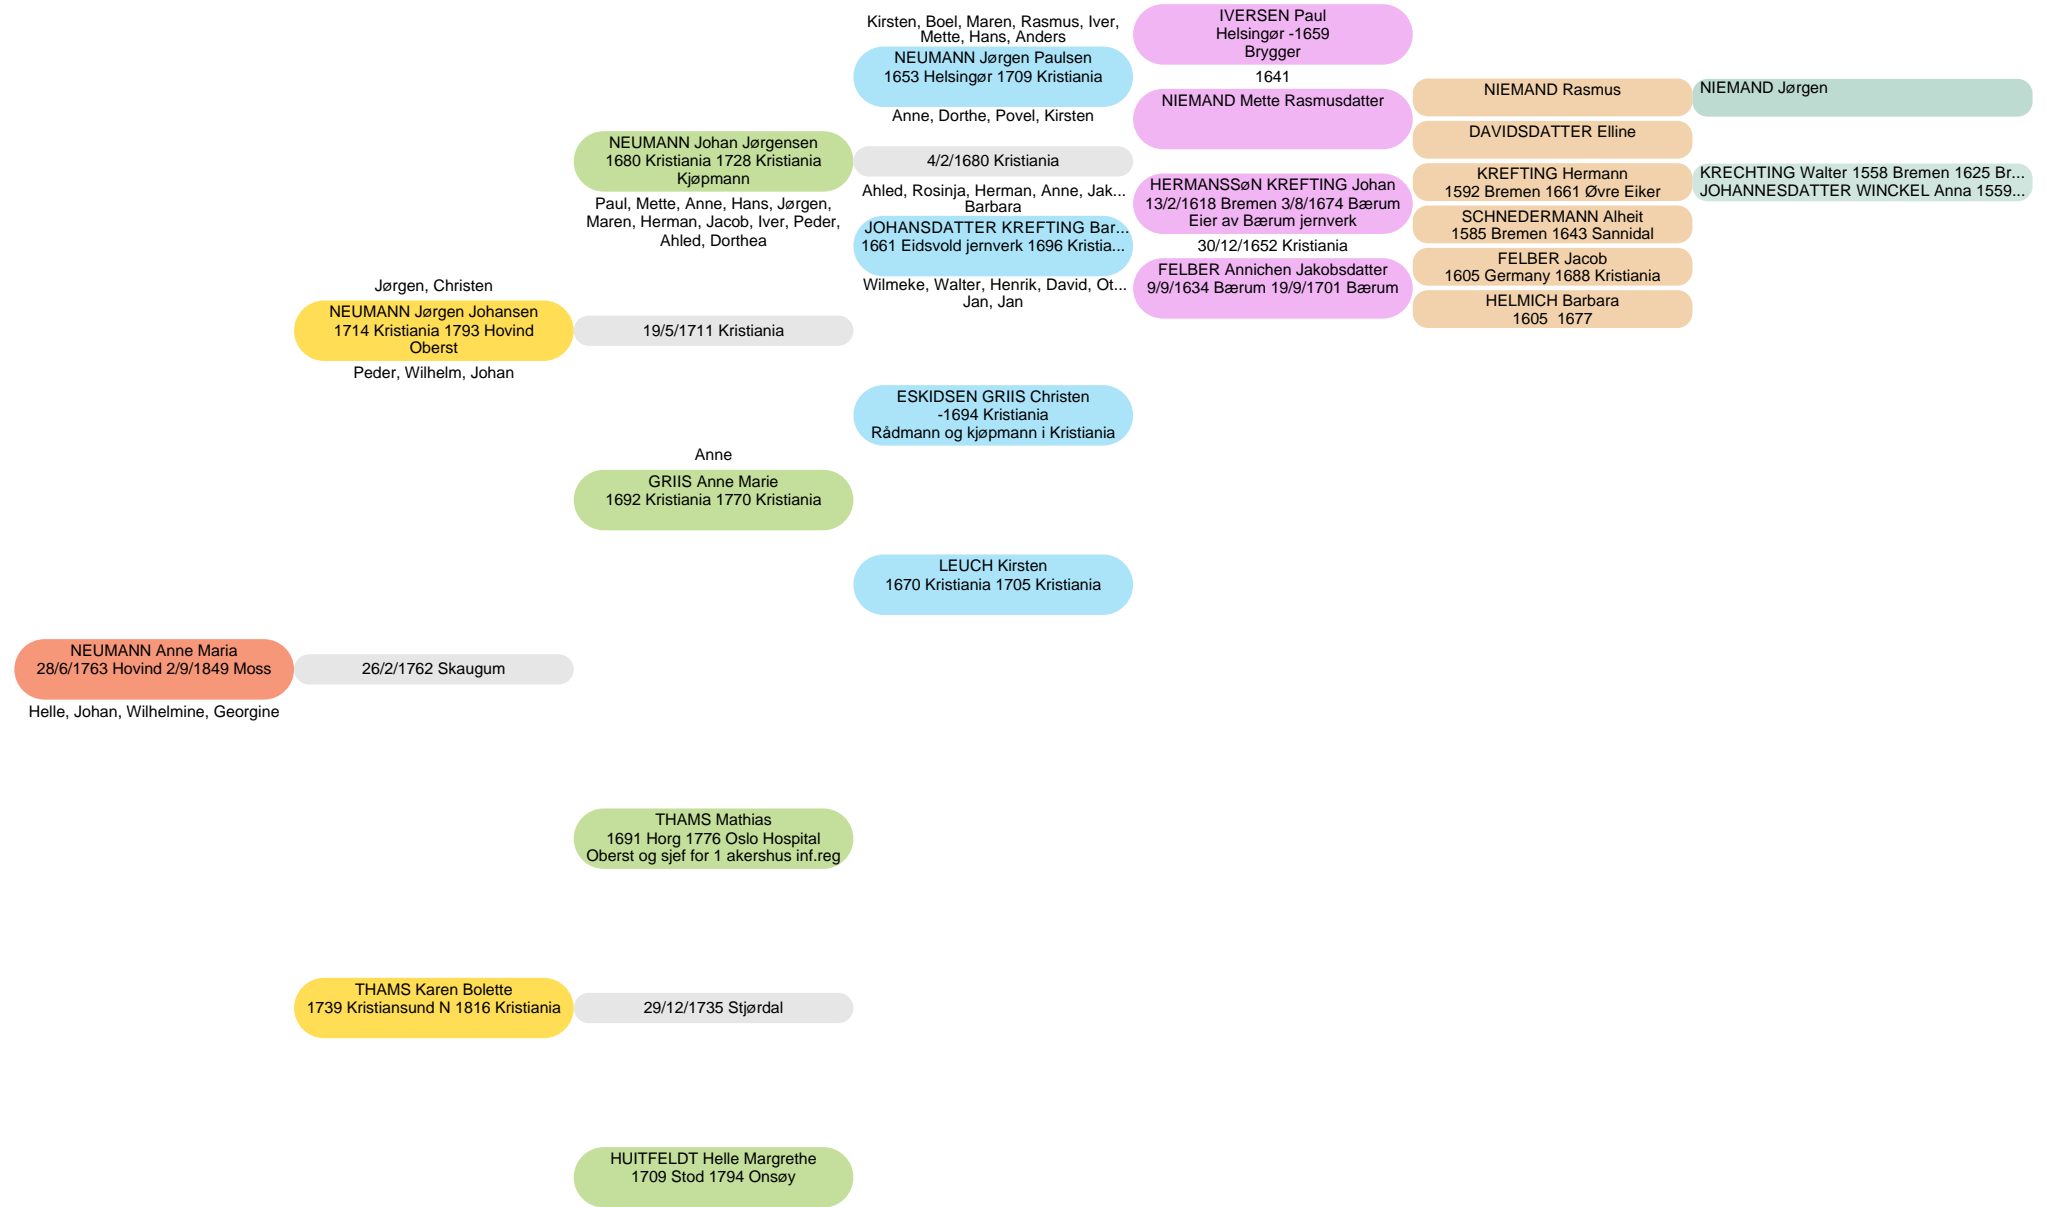 NEUMANN Anne Maria
28/6/1763 Hovind 2/9/1849 Moss
Helle, Johan, Wilhelmine, Georgine
Jørgen, Christen
NEUMANN Jørgen Johansen
1714 Kristiania 1793 Hovind
Oberst
Peder, Wilhelm, Johan
26/2/1762 Skaugum
THAMS Karen Bolette
1739 Kristiansund N 1816 Kristiania
NEUMANN Johan Jørgensen
1680 Kristiania 1728 Kristiania
Kjøpmann
Paul, Mette, Anne, Hans, Jørgen,
Maren, Herman, Jacob, Iver, Peder,
Ahled, Dorthea
19/5/1711 Kristiania
Anne
GRIIS Anne Marie
1692 Kristiania 1770 Kristiania
THAMS Mathias
1691 Horg 1776 Oslo Hospital
Oberst og sjef for 1 akershus inf.reg
29/12/1735 Stjørdal
HUITFELDT Helle Margrethe
1709 Stod 1794 Onsøy
Kirsten, Boel, Maren, Rasmus, Iver,
Mette, Hans, Anders
NEUMANN Jørgen Paulsen
1653 Helsingør 1709 Kristiania
Anne, Dorthe, Povel, Kirsten
4/2/1680 Kristiania
Ahled, Rosinja, Herman, Anne, Jak...
Barbara
JOHANSDATTER KREFTING Bar...
1661 Eidsvold jernverk 1696 Kristia...
Wilmeke, Walter, Henrik, David, Ot...
Jan, Jan
ESKIDSEN GRIIS Christen
-1694 Kristiania
Rådmann og kjøpmann i Kristiania
LEUCH Kirsten
1670 Kristiania 1705 Kristiania
IVERSEN Paul
Helsingør -1659
Brygger
1641
NIEMAND Mette Rasmusdatter
HERMANSSøN KREFTING Johan
13/2/1618 Bremen 3/8/1674 Bærum
Eier av Bærum jernverk
30/12/1652 Kristiania
FELBER Annichen Jakobsdatter
9/9/1634 Bærum 19/9/1701 Bærum
NIEMAND Rasmus
DAVIDSDATTER Elline
KREFTING Hermann
1592 Bremen 1661 Øvre Eiker
SCHNEDERMANN Alheit
1585 Bremen 1643 Sannidal
FELBER Jacob
1605 Germany 1688 Kristiania
HELMICH Barbara
1605 1677
NIEMAND Jørgen
KRECHTING Walter 1558 Bremen 1625 Br...
JOHANNESDATTER WINCKEL Anna 1559...